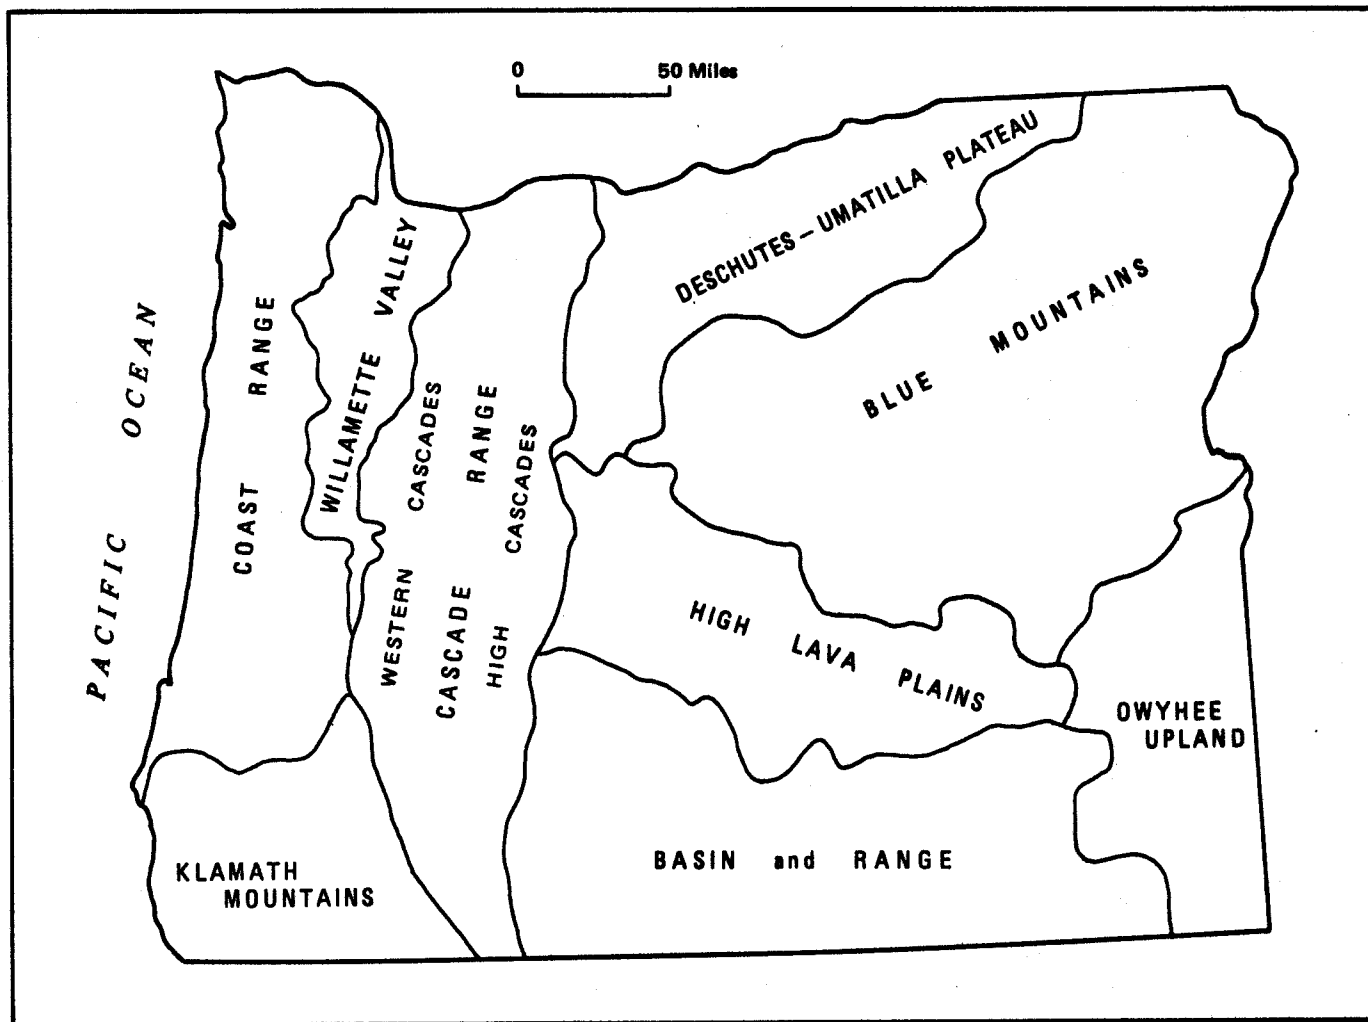 0 50 Miles
DESCHUTES – UMATILLA PLATEAU
WILLAMETTE VALLEY
COAST RANGE
PACIFIC OCEAN
BLUE MOUNTAINS
WESTERN CASCADES
CASCADE RANGE
HIGH CASCADES
HIGH LAVA PLAINS
OWYHEE
UPLAND
KLAMATH
MOUNTAINS
BASIN and RANGE